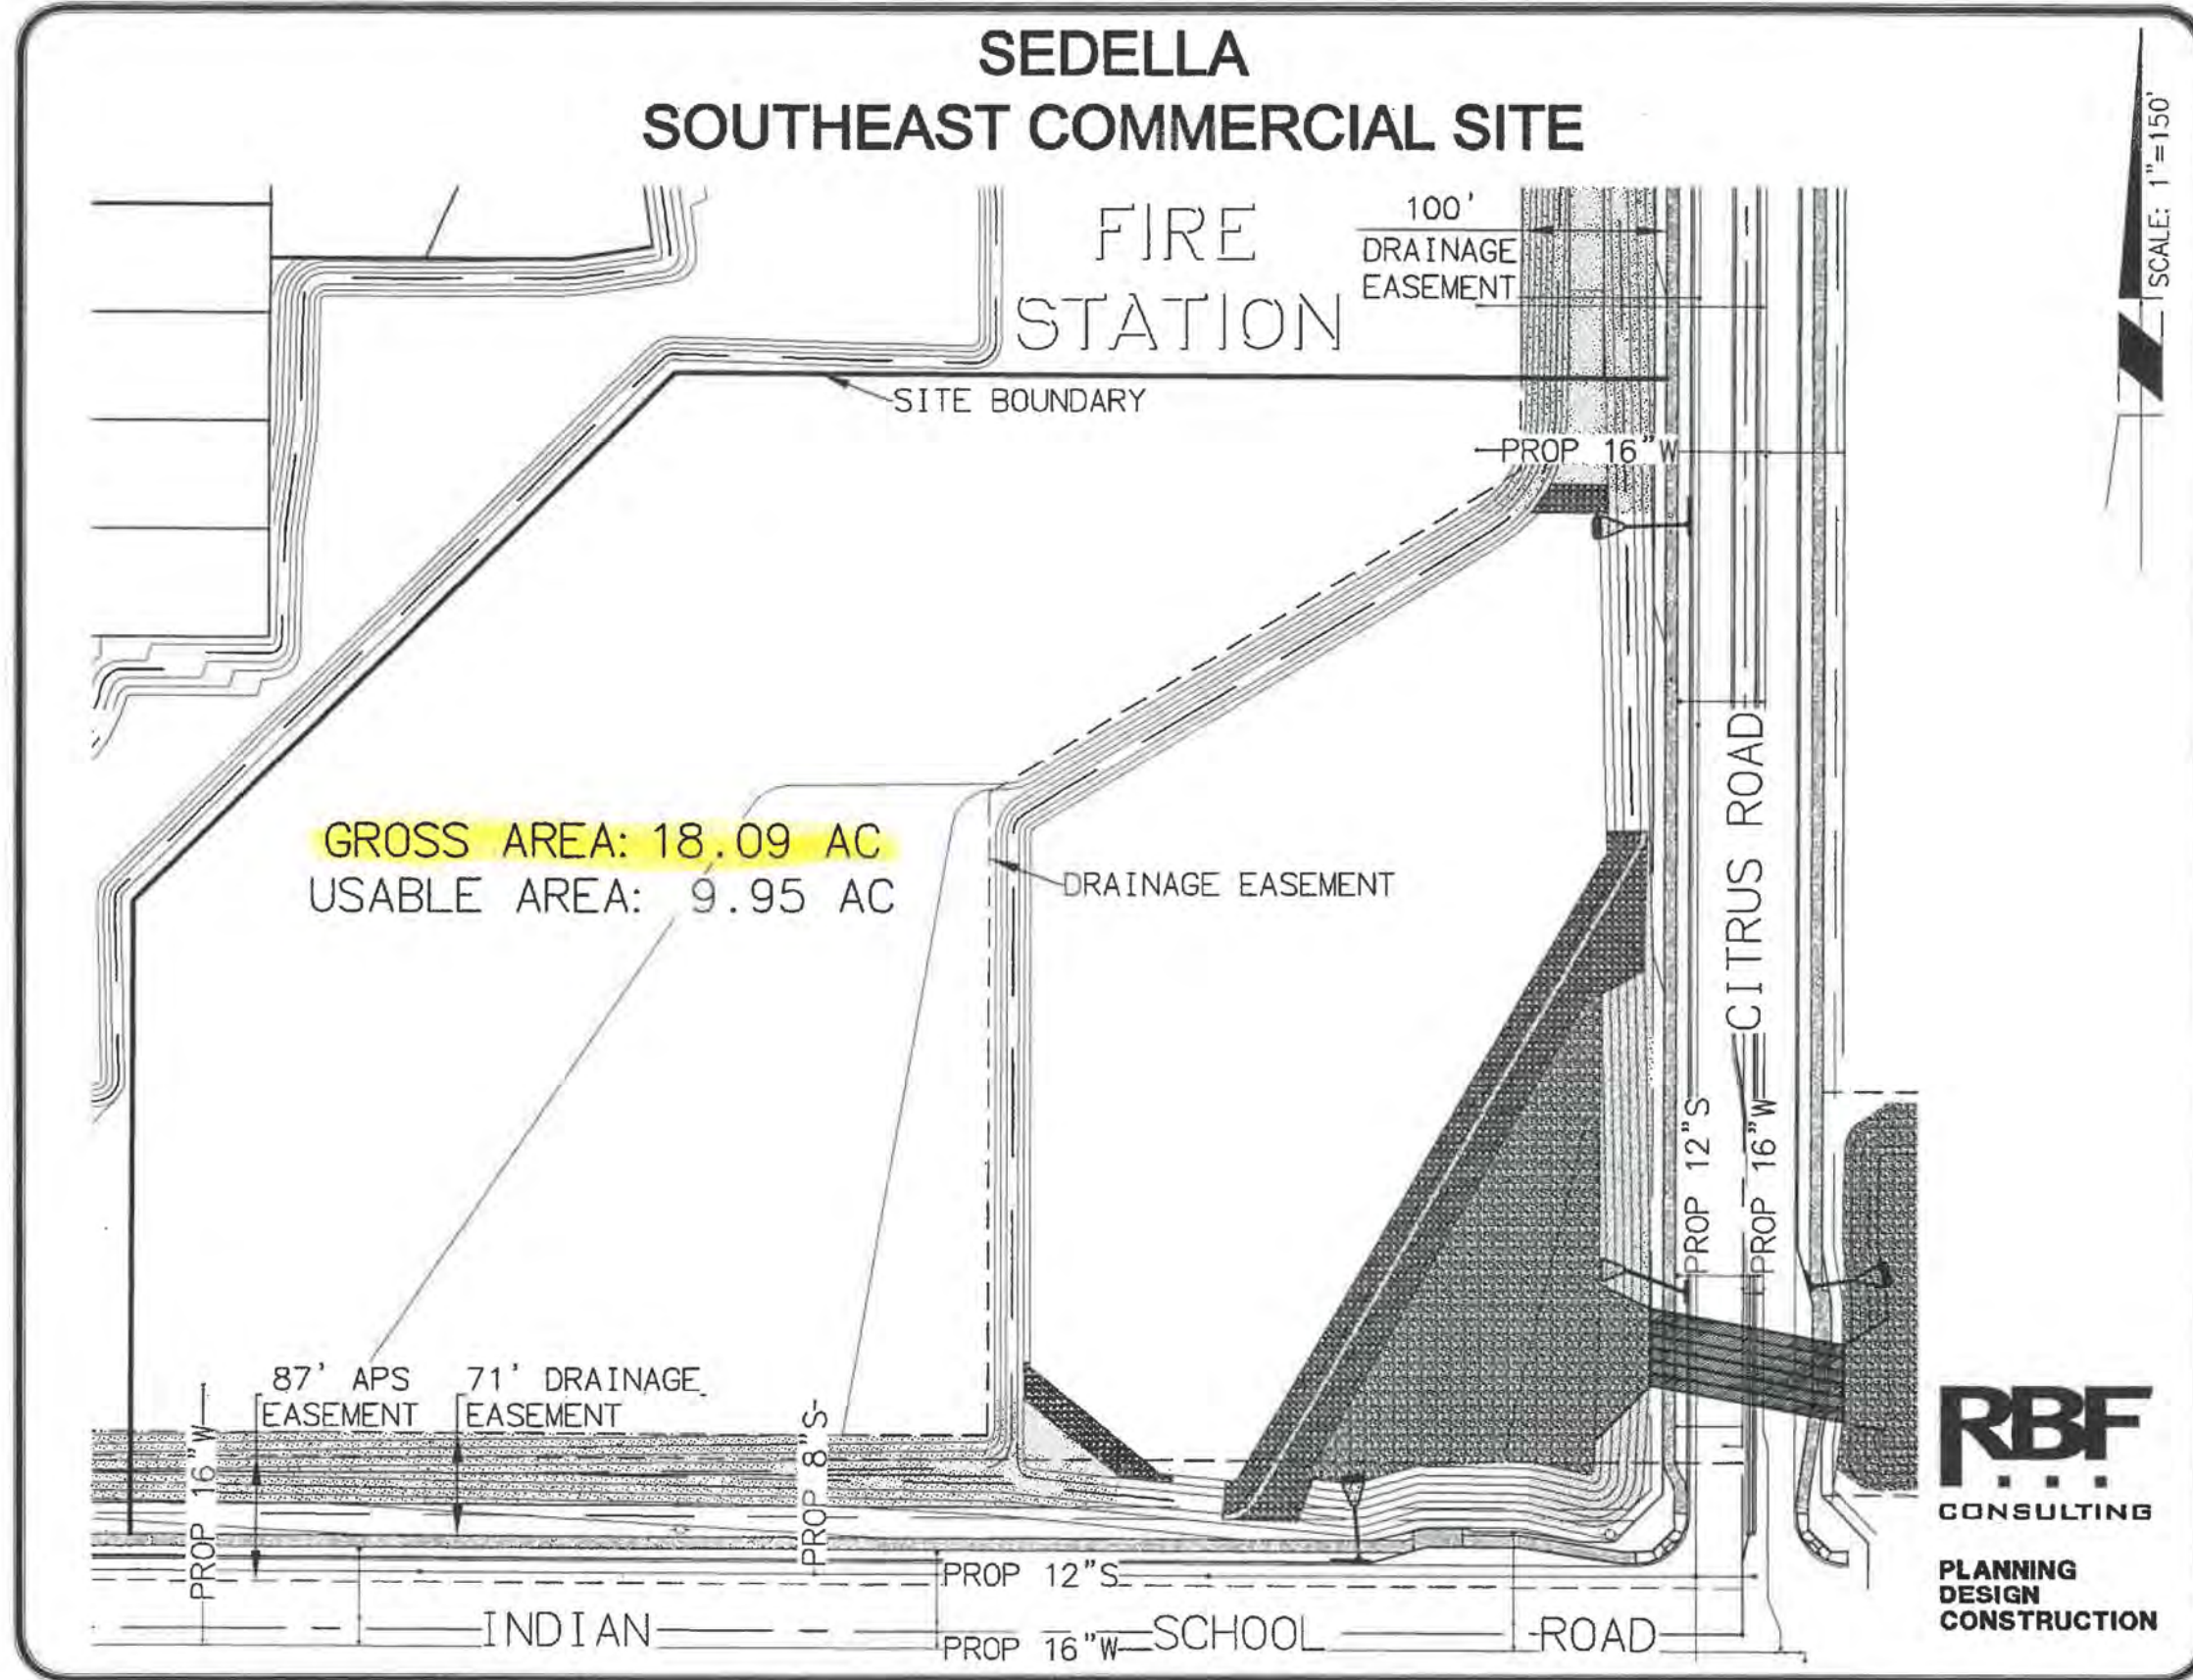 SEDELLA
SOUTHEAST COMMERCIAL SITE
SCALE: 1"=150'
FIRE
STATION
100'
DRAINAGE
EASEMENT
SITE BOUNDARY
PROP 16"W
GROSS AREA: 18.09 AC
USABLE AREA: 9.95 AC
DRAINAGE EASEMENT
CITRUS ROAD
PROP 12"S
PROP 16"W
87' APS
EASEMENT
71' DRAINAGE
EASEMENT
PROP 16"W
PROP 8"S
PROP 12"S
INDIAN SCHOOL ROAD
PROP 16"W
RBF
CONSULTING
PLANNING
DESIGN
CONSTRUCTION